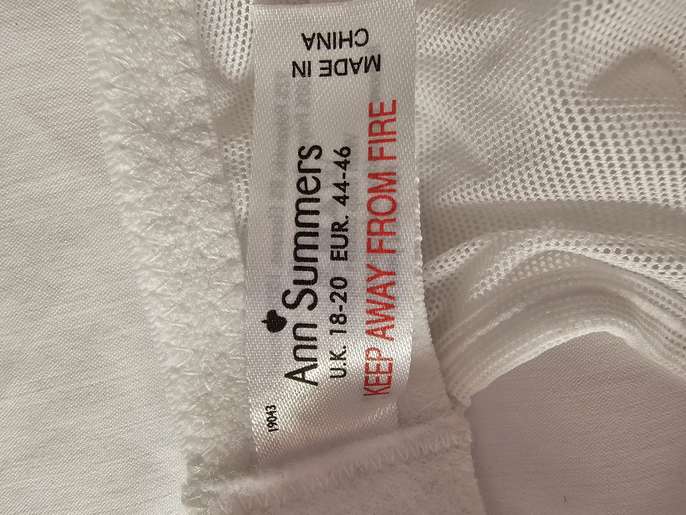 Ann Summers
U.K. 18-20 EUR. 44-46
KEEP AWAY FROM FIRE
MADE IN
CHINA
19043